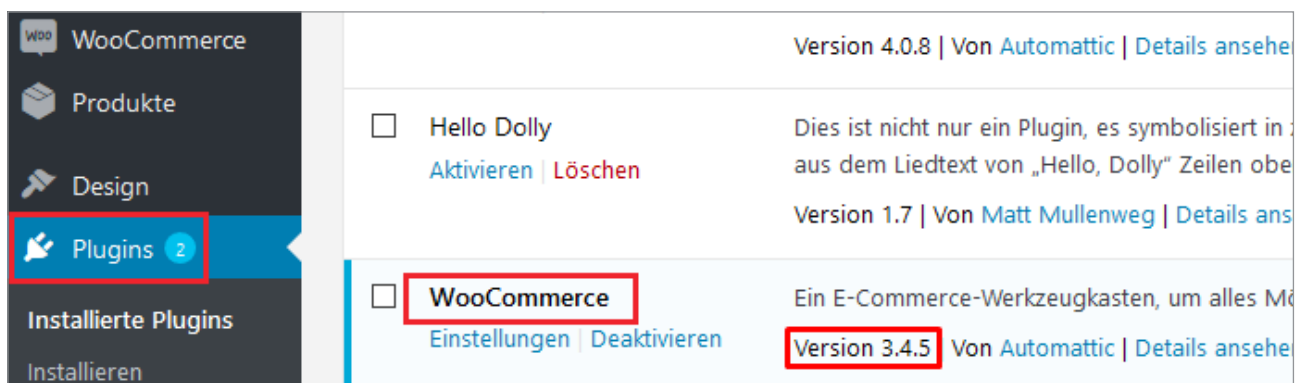 WOO WooCommerce
Produkte
Design
Plugins 2
Installierte Plugins
Installieren
Version 4.0.8 | Von Automattic | Details ansehe
Hello Dolly
Aktivieren | Löschen
Dies ist nicht nur ein Plugin, es symbolisiert in
aus dem Liedtext von „Hello, Dolly“ Zeilen obe
Version 1.7 | Von Matt Mullenweg | Details ans
WooCommerce
Einstellungen | Deaktivieren
Ein E-Commerce-Werkzeugkasten, um alles Mö
Version 3.4.5 Von Automattic | Details ansehe